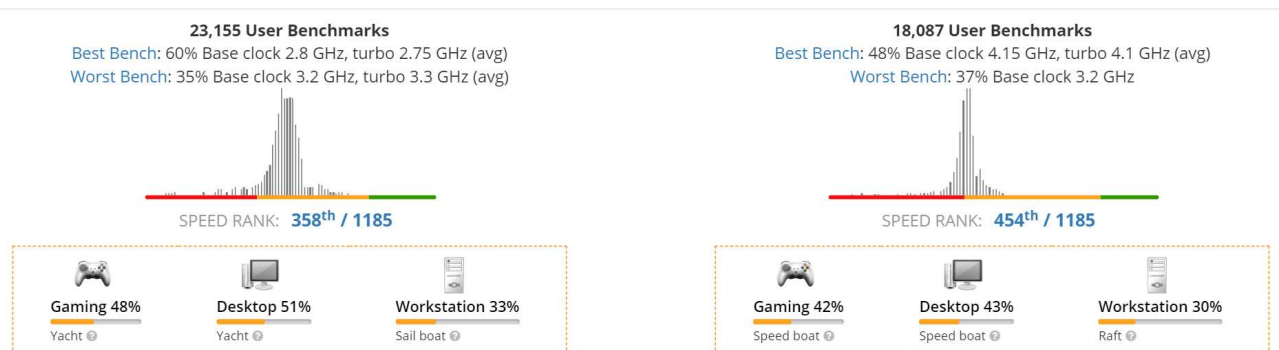 23,155 User Benchmarks
Best Bench: 60% Base clock 2.8 GHz, turbo 2.75 GHz (avg)
Worst Bench: 35% Base clock 3.2 GHz, turbo 3.3 GHz (avg)
SPEED RANK: 358th / 1185
Gaming 48%
Yacht ?
Desktop 51%
Yacht ?
Workstation 33%
Sail boat ?
18,087 User Benchmarks
Best Bench: 48% Base clock 4.15 GHz, turbo 4.1 GHz (avg)
Worst Bench: 37% Base clock 3.2 GHz
SPEED RANK: 454th / 1185
Gaming 42%
Speed boat ?
Desktop 43%
Speed boat ?
Workstation 30%
Raft ?